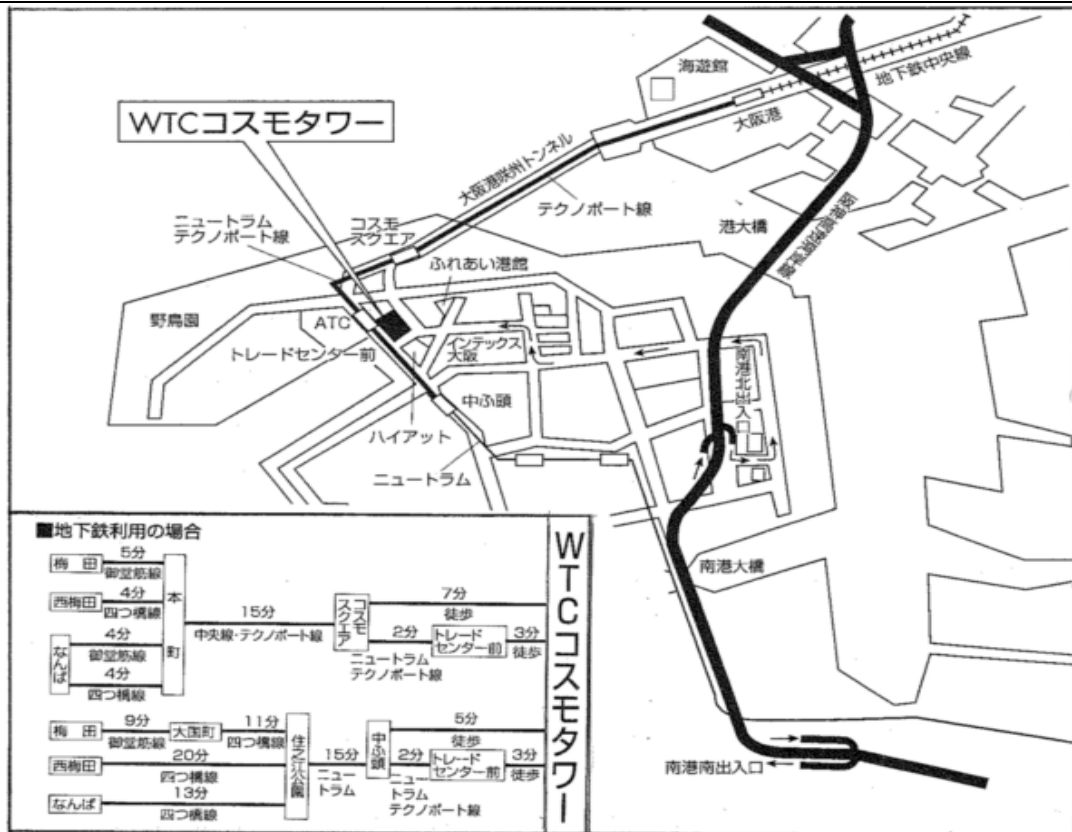 海遊館
地下鉄中央線
大阪港
WTCコスモタワー
大阪港咲州トンネル
テクノポート線
ニュートラム
テクノポート線
コスモ
スクエア
港大橋
阪神高速湾岸線
ふれあい港館
野鳥園
ATC
トレードセンター前
インテックス
大阪
南港北出入口
中ふ頭
ハイアット
ニュートラム
南港大橋
南港南出入口
■地下鉄利用の場合
梅田
5分
御堂筋線
西梅田
4分
四つ橋線
なんば
4分
御堂筋線
4分
四つ橋線
本町
15分
中央線・テクノポート線
コスモ
スクエア
7分
徒歩
2分
ニュートラム
テクノポート線
トレード
センター前
3分
徒歩
梅田
9分
御堂筋線
大国町
11分
四つ橋線
西梅田
20分
四つ橋線
なんば
13分
四つ橋線
住之江公園
15分
ニュー
トラム
中ふ頭
5分
徒歩
2分
ニュー
トラム
テクノポート線
トレード
センター前
3分
徒歩
WTCコスモタワー